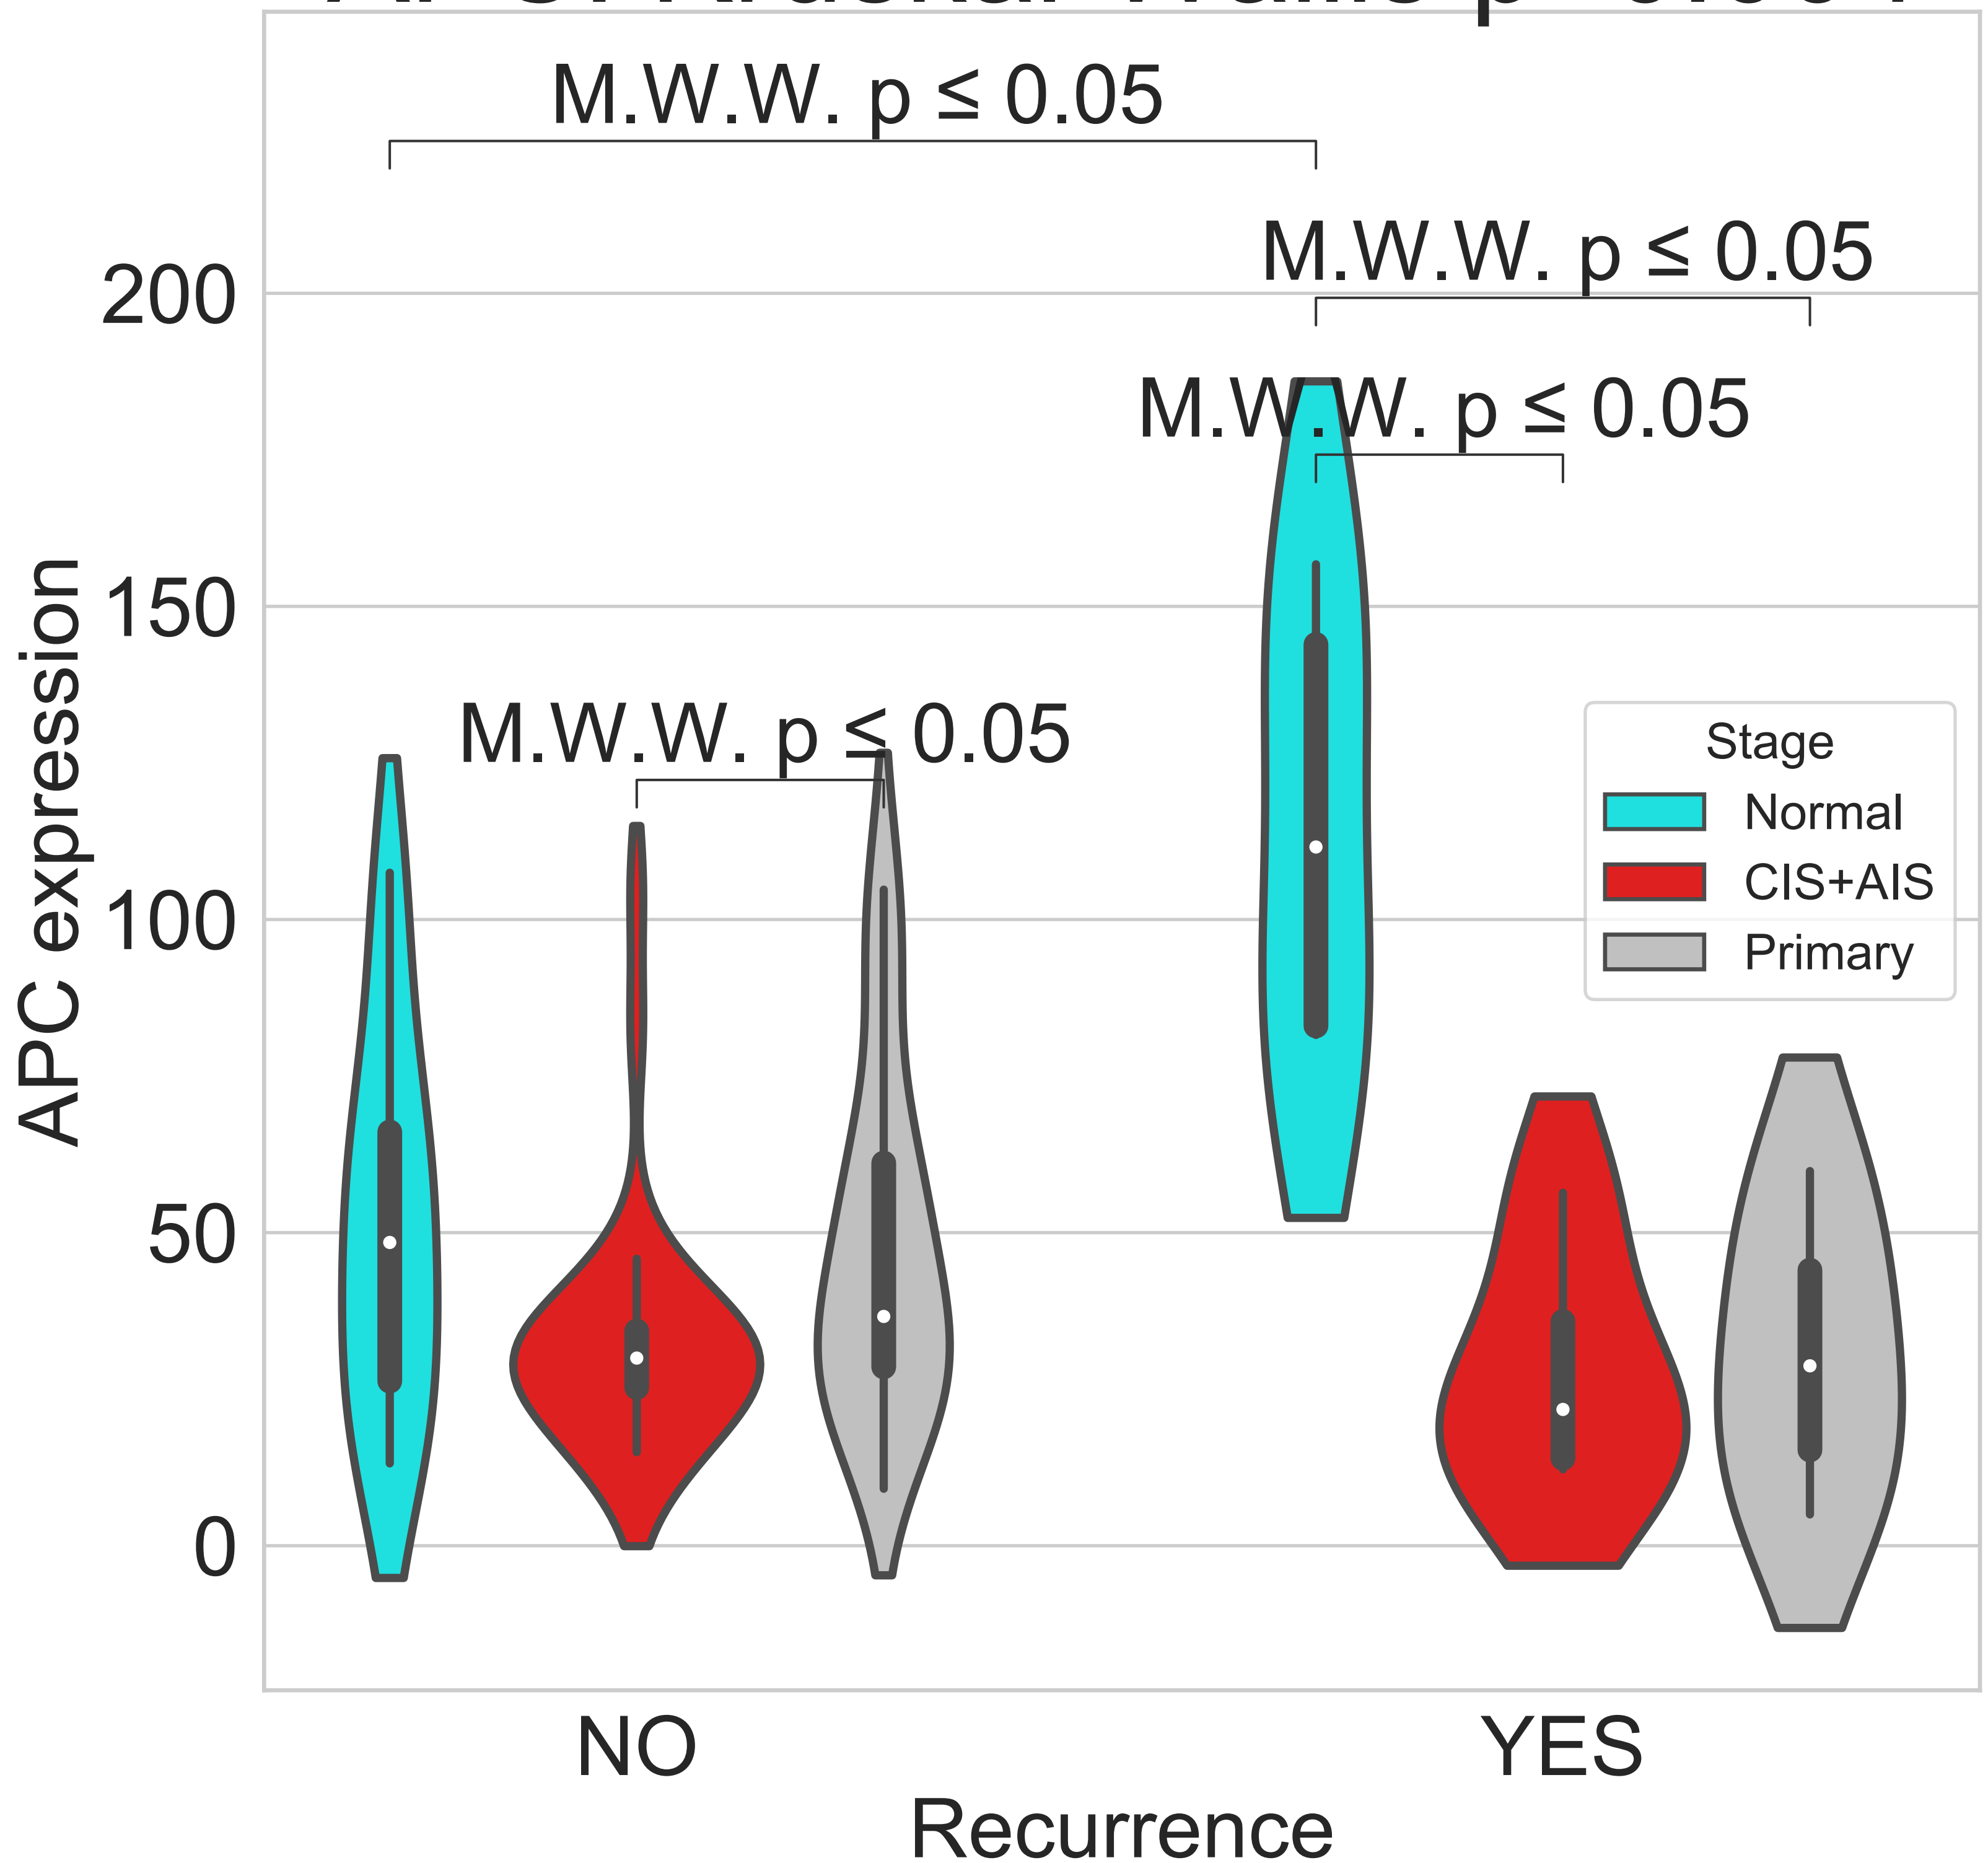 M.W.W. p ≤ 0.05
M.W.W. p ≤ 0.05
M.W.W. p ≤ 0.05
M.W.W. p ≤ 0.05
200
150
100
50
0
APC expression
Stage
Normal
CIS+AIS
Primary
NO
YES
Recurrence